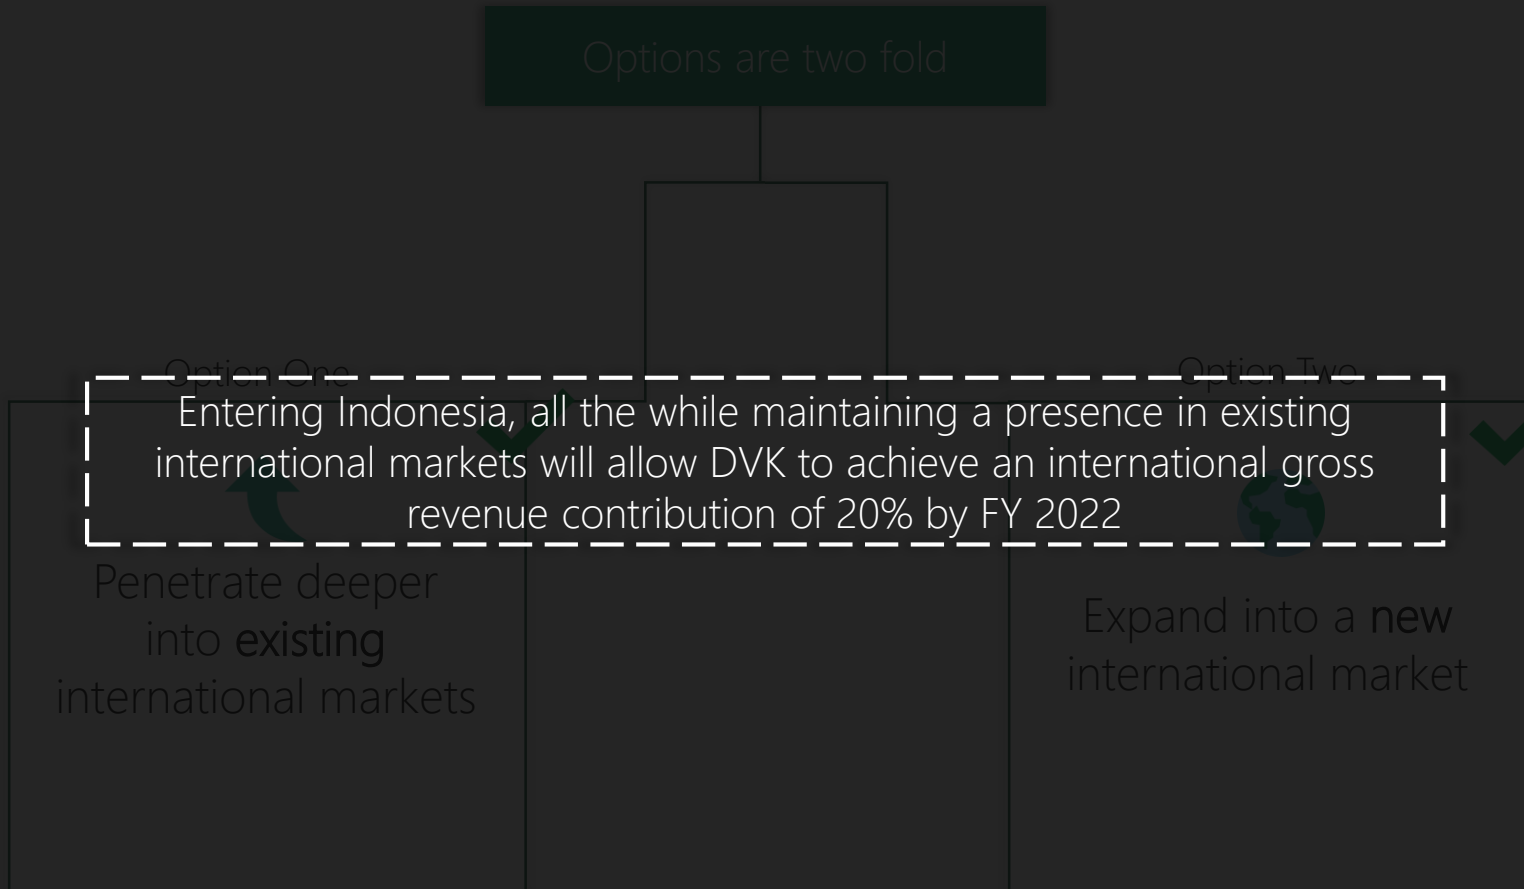 Options are two fold
Option One
Option Two
Entering Indonesia, all the while maintaining a presence in existing
international markets will allow DVK to achieve an international gross
revenue contribution of 20% by FY 2022
Penetrate deeper
into existing
international markets
Expand into a new
international market